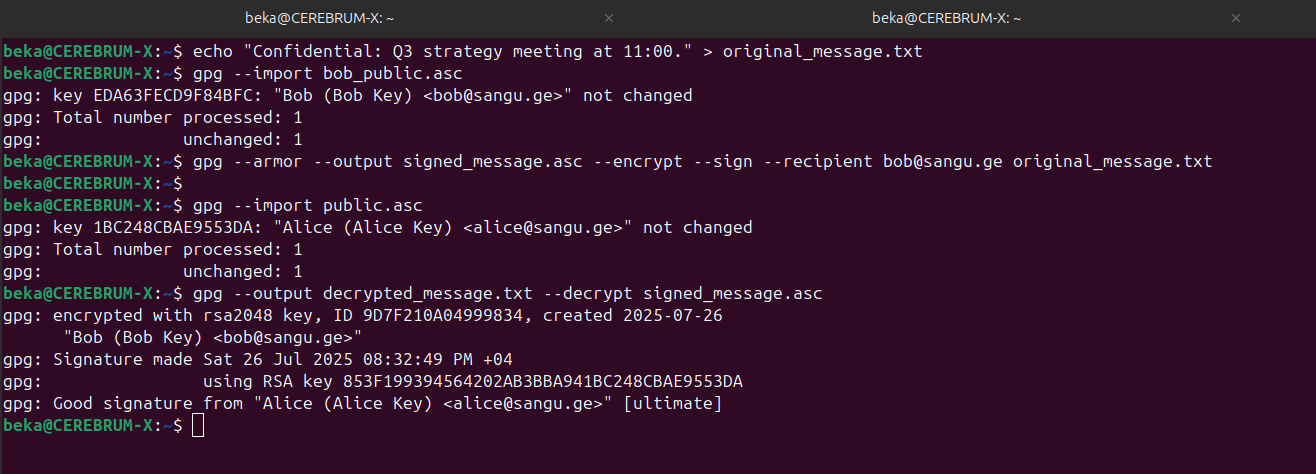 beka@CEREBRUM-X: ~ × beka@CEREBRUM-X: ~ ×
beka@CEREBRUM-X:~$ echo "Confidential: Q3 strategy meeting at 11:00." > original_message.txt
beka@CEREBRUM-X:~$ gpg --import bob_public.asc
gpg: key EDA63FECD9F84BFC: "Bob (Bob Key) <bob@sangu.ge>" not changed
gpg: Total number processed: 1
gpg:              unchanged: 1
beka@CEREBRUM-X:~$ gpg --armor --output signed_message.asc --encrypt --sign --recipient bob@sangu.ge original_message.txt
beka@CEREBRUM-X:~$
beka@CEREBRUM-X:~$ gpg --import public.asc
gpg: key 1BC248CBAE9553DA: "Alice (Alice Key) <alice@sangu.ge>" not changed
gpg: Total number processed: 1
gpg:              unchanged: 1
beka@CEREBRUM-X:~$ gpg --output decrypted_message.txt --decrypt signed_message.asc
gpg: encrypted with rsa2048 key, ID 9D7F210A04999834, created 2025-07-26
      "Bob (Bob Key) <bob@sangu.ge>"
gpg: Signature made Sat 26 Jul 2025 08:32:49 PM +04
gpg:                using RSA key 853F199394564202AB3BBA941BC248CBAE9553DA
gpg: Good signature from "Alice (Alice Key) <alice@sangu.ge>" [ultimate]
beka@CEREBRUM-X:~$